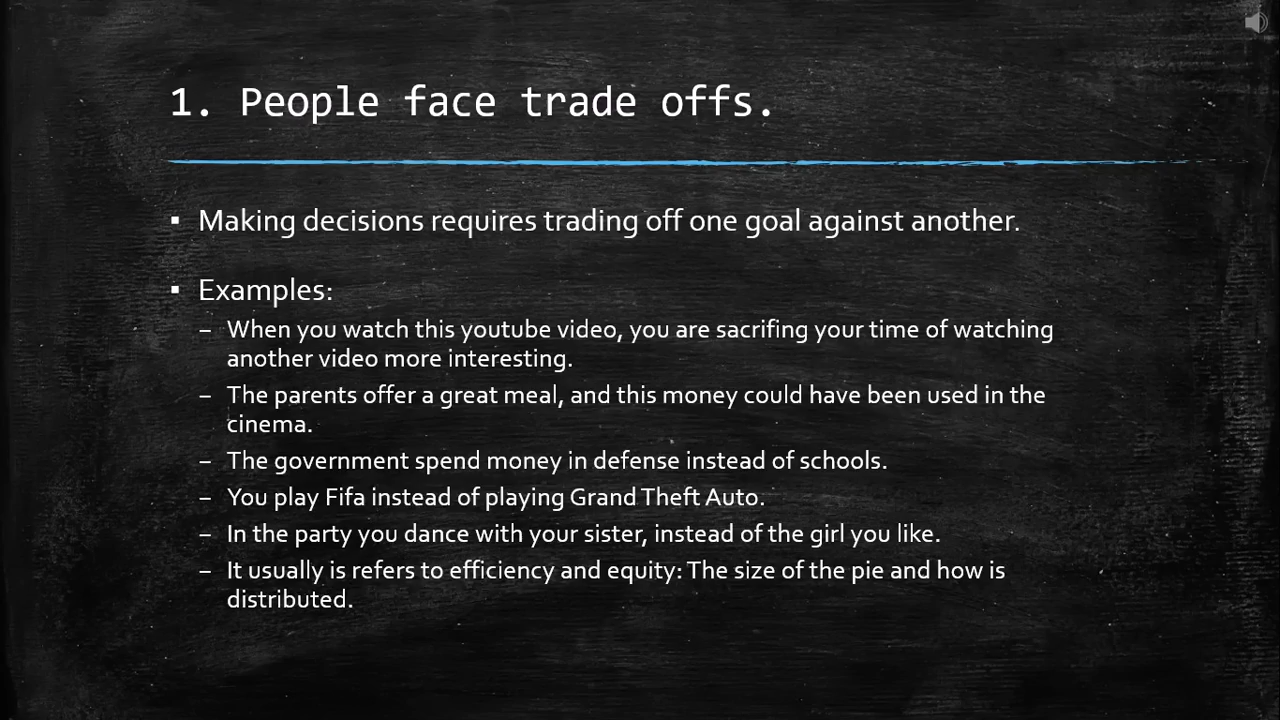 1. People face trade offs.
▪ Making decisions requires trading off one goal against another.
▪ Examples:
– When you watch this youtube video, you are sacrifing your time of watching
another video more interesting.
– The parents offer a great meal, and this money could have been used in the
cinema.
– The government spend money in defense instead of schools.
– You play Fifa instead of playing Grand Theft Auto.
– In the party you dance with your sister, instead of the girl you like.
– It usually is refers to efficiency and equity: The size of the pie and how is
distributed.